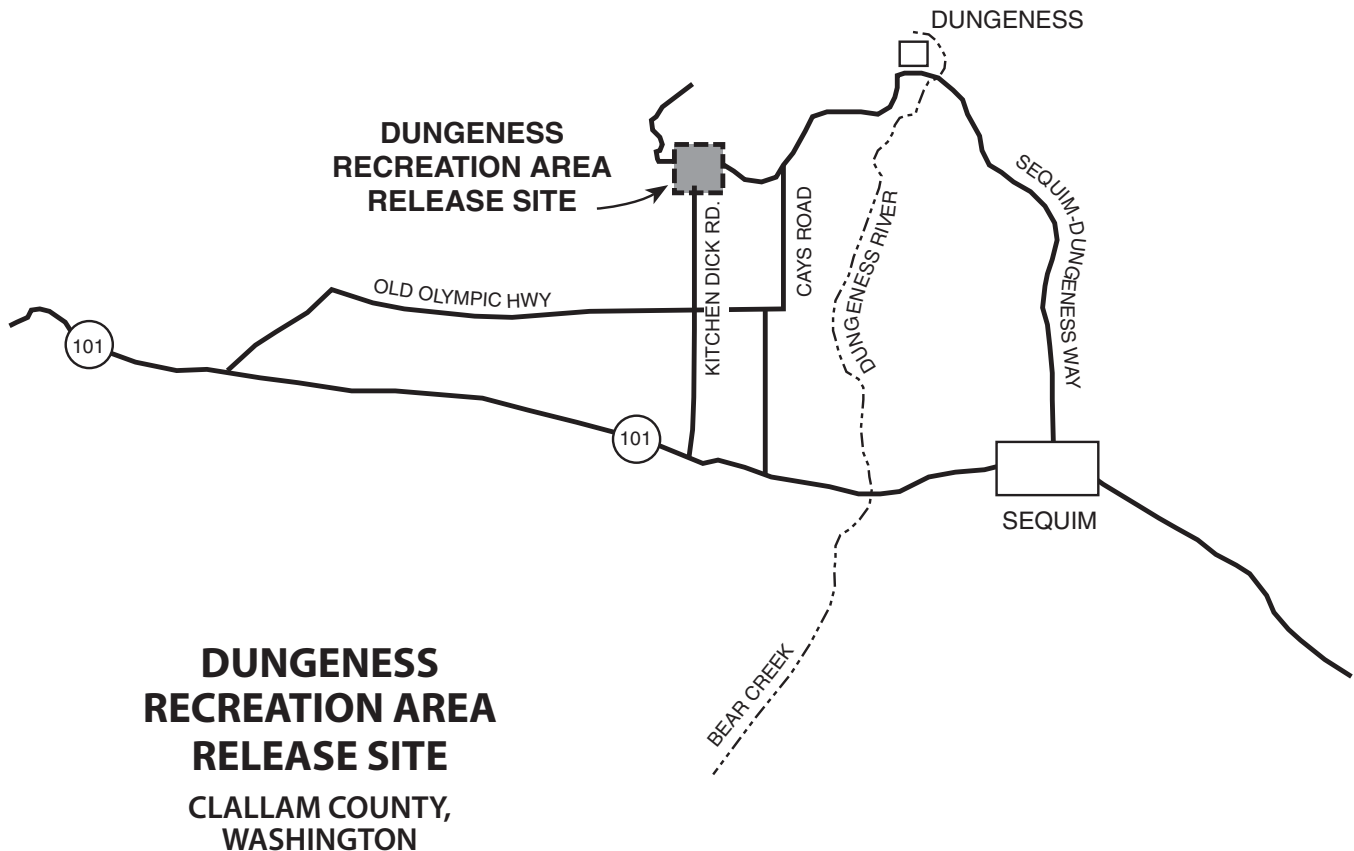 DUNGENESS
DUNGENESS
RECREATION AREA
RELEASE SITE
SEQUIM-DUNGENESS WAY
KITCHEN DICK RD.
CAYS ROAD
DUNGENESS RIVER
OLD OLYMPIC HWY
101
101
SEQUIM
BEAR CREEK
DUNGENESS
RECREATION AREA
RELEASE SITE
CLALLAM COUNTY,
WASHINGTON